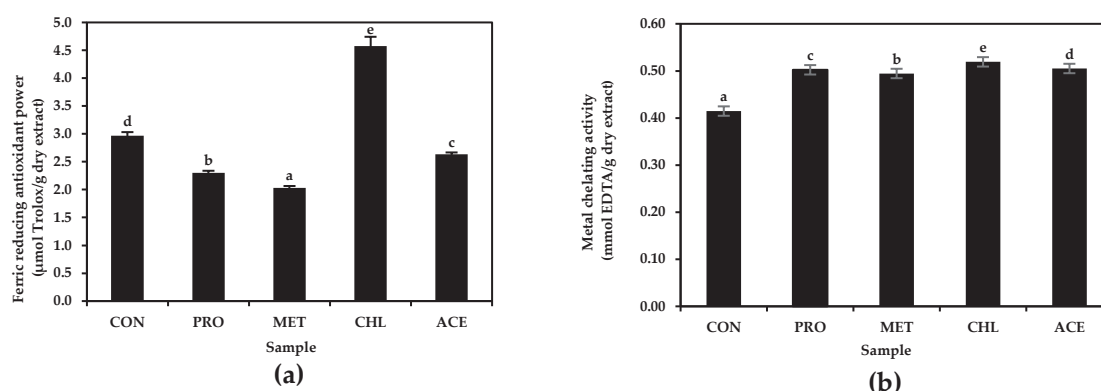 Ferric reducing antioxidant power
(µmol Trolox/g dry extract)
5.0
4.5
4.0
3.5
3.0
2.5
2.0
1.5
1.0
0.5
0.0
d
b
a
e
c
CON PRO MET CHL ACE
Sample
(a)
Metal chelating activity
(mmol EDTA/g dry extract)
0.60
0.50
0.40
0.30
0.20
0.10
0.00
a
c
b
e
d
CON PRO MET CHL ACE
Sample
(b)